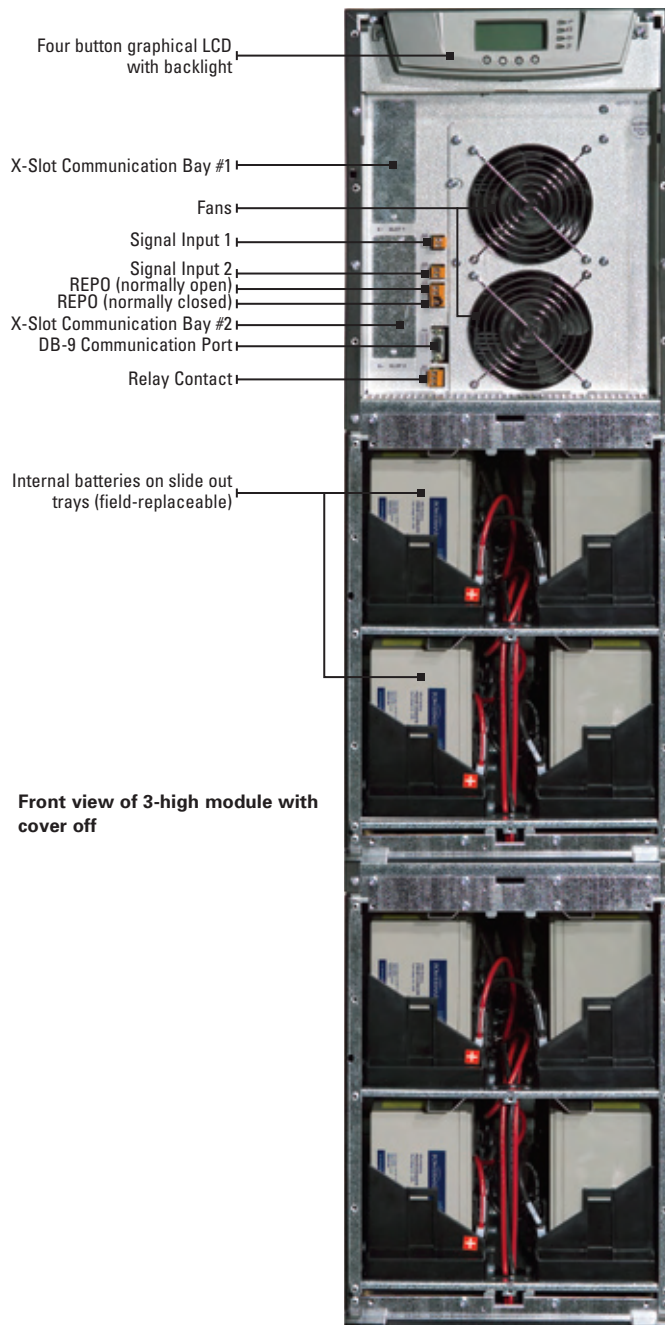 Four button graphical LCD
with backlight
X-Slot Communication Bay #1
Fans
Signal Input 1
Signal Input 2
REPO (normally open)
REPO (normally closed)
X-Slot Communication Bay #2
DB-9 Communication Port
Relay Contact
Internal batteries on slide out
trays (field-replaceable)
Front view of 3-high module with
cover off